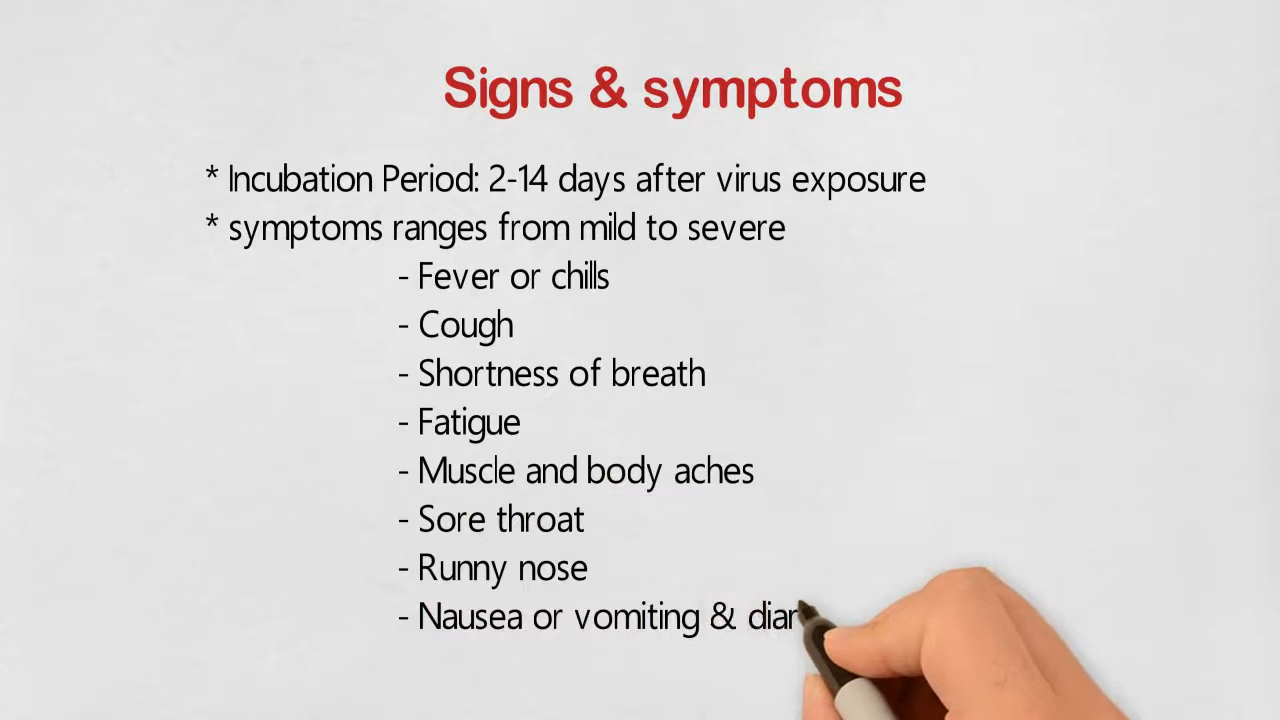 Signs & symptoms
* Incubation Period: 2-14 days after virus exposure
* symptoms ranges from mild to severe
- Fever or chills
- Cough
- Shortness of breath
- Fatigue
- Muscle and body aches
- Sore throat
- Runny nose
- Nausea or vomiting & diar